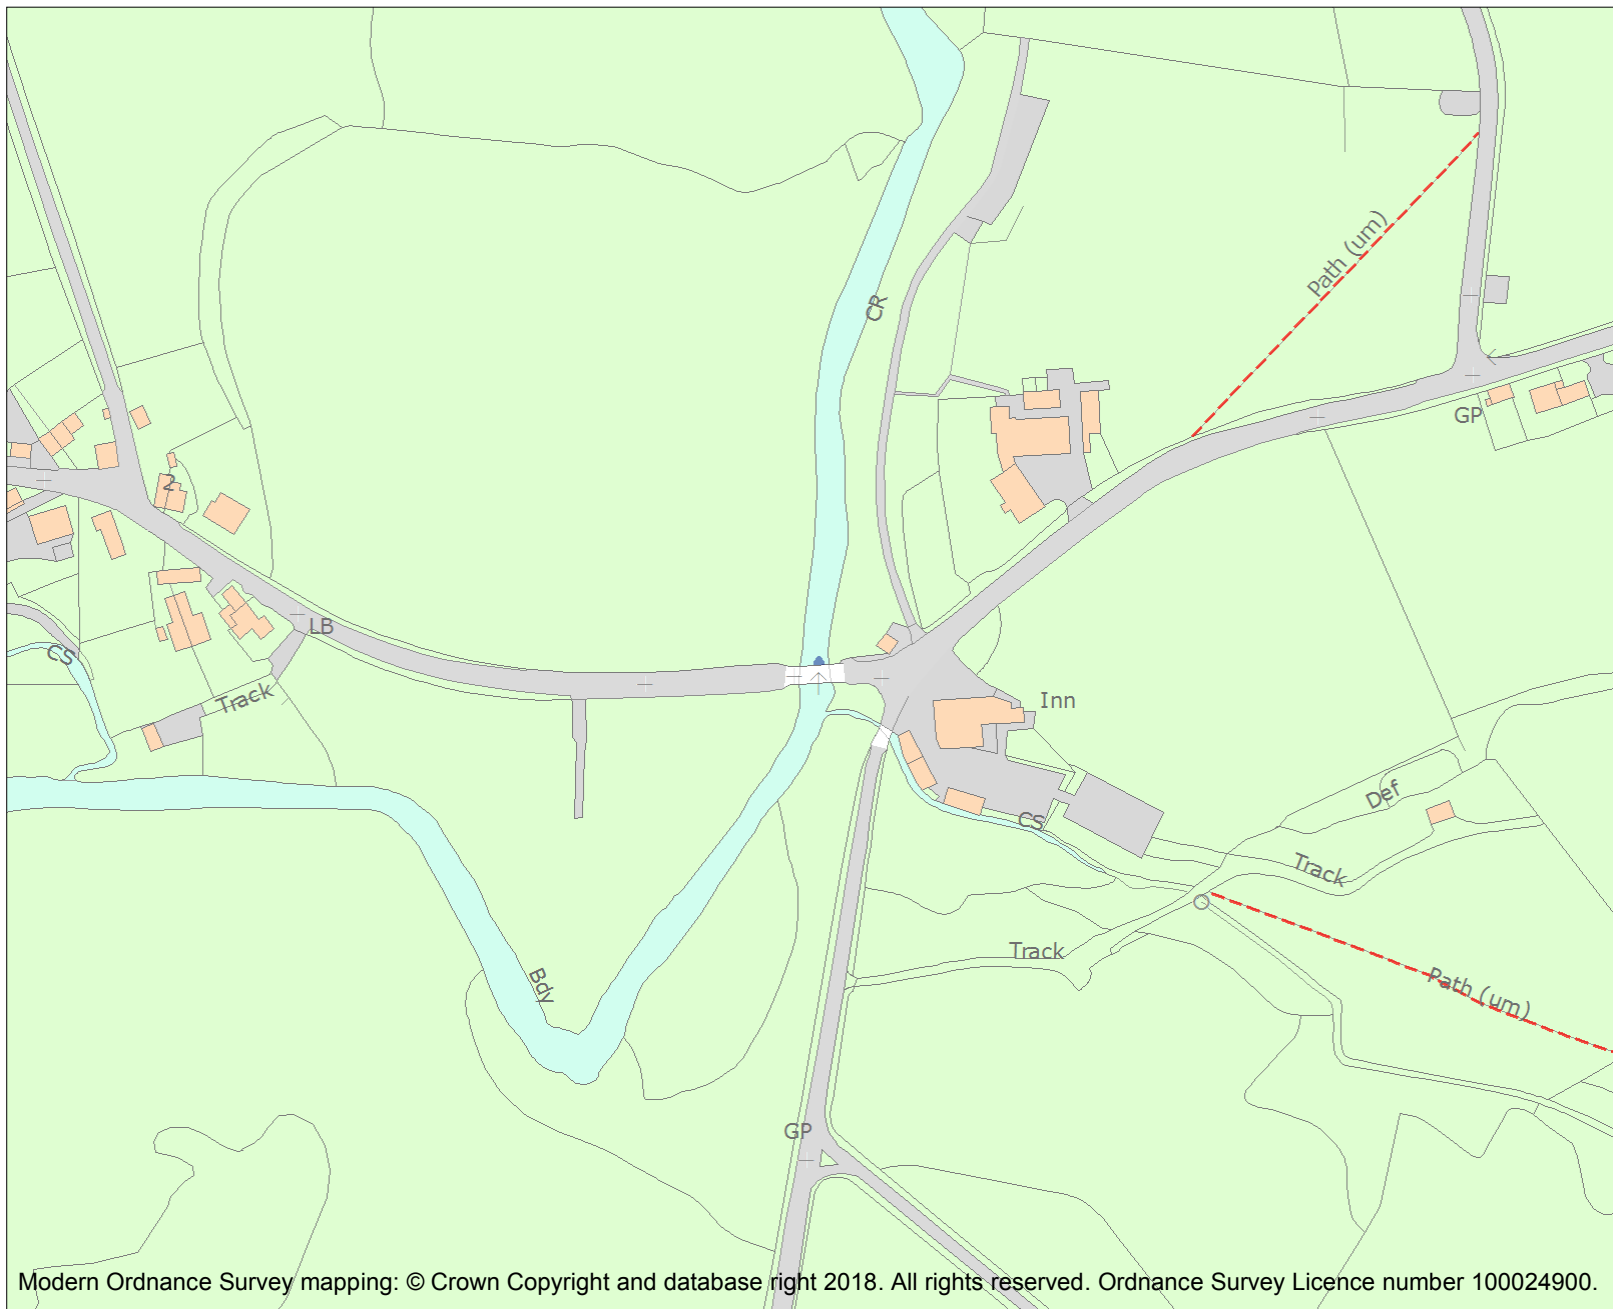 Path (um)
CR
GP
2
LB
CS
Track
Inn
Def
CS
Track
Track
Bdy
Path (um)
GP
Modern Ordnance Survey mapping: © Crown Copyright and database right 2018. All rights reserved. Ordnance Survey Licence number 100024900.